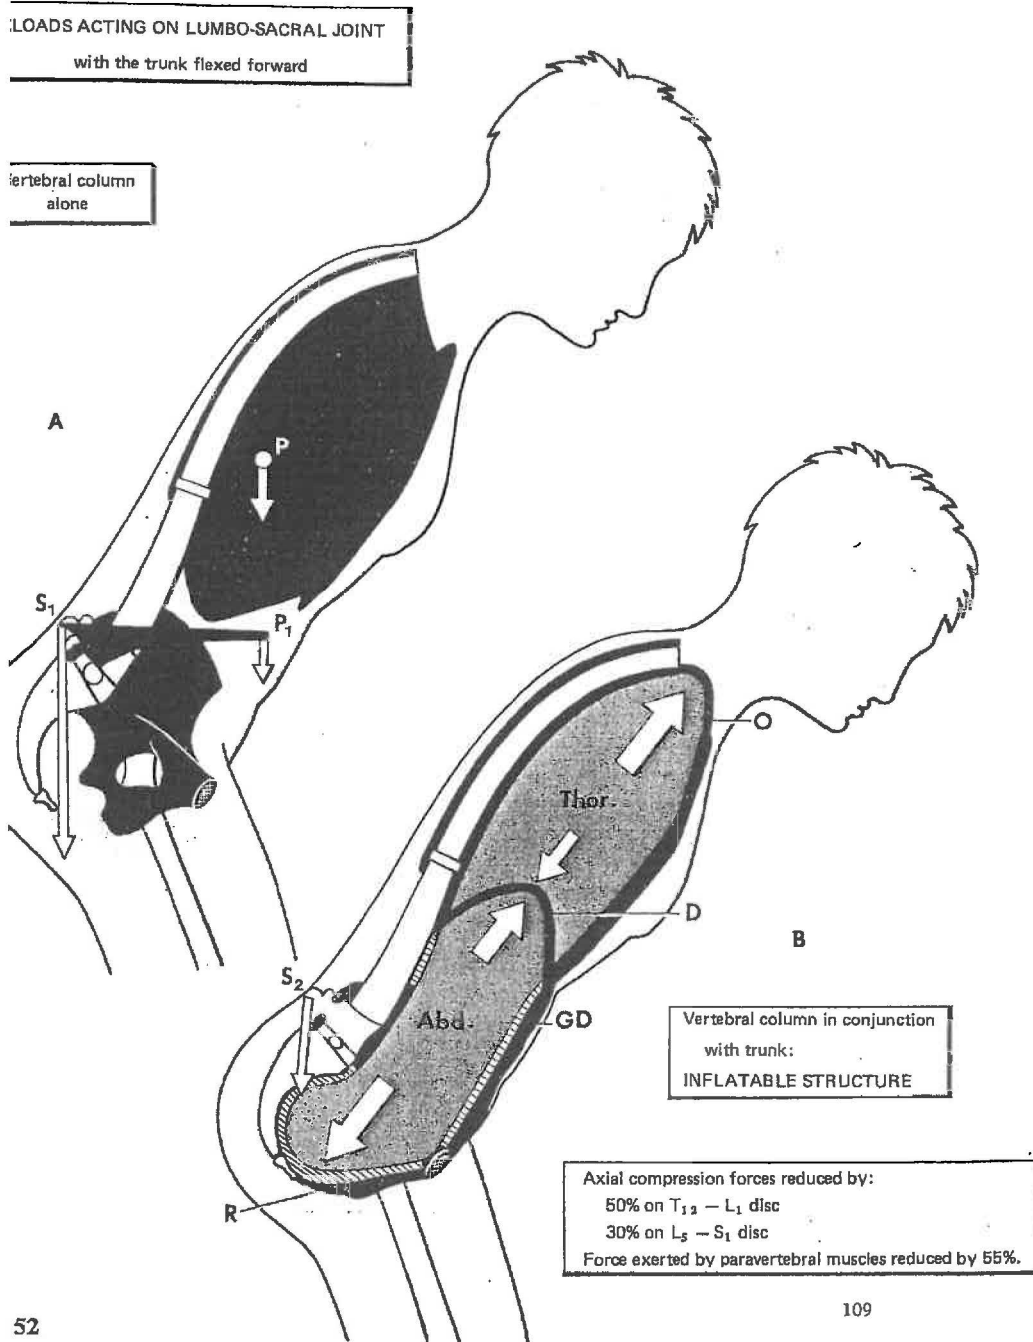 LOADS ACTING ON LUMBO-SACRAL JOINT
with the trunk flexed forward
ertebral column
alone
A
P
S₁
P₁
O
Thor.
D
B
S₂
Abd.
GD
Vertebral column in conjunction
with trunk:
INFLATABLE STRUCTURE
R
Axial compression forces reduced by:
50% on T₁₂ — L₁ disc
30% on L₅ — S₁ disc
Force exerted by paravertebral muscles reduced by 55%.
52
109